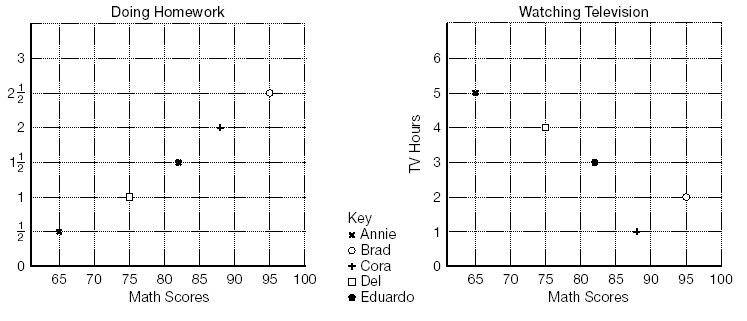 Doing Homework
3
2 1/2
2
1 1/2
1
1/2
0
65 70 75 80 85 90 95 100
Math Scores
Key
Annie
Brad
Cora
Del
Eduardo
Watching Television
TV Hours
6
5
4
3
2
1
0
65 70 75 80 85 90 95 100
Math Scores